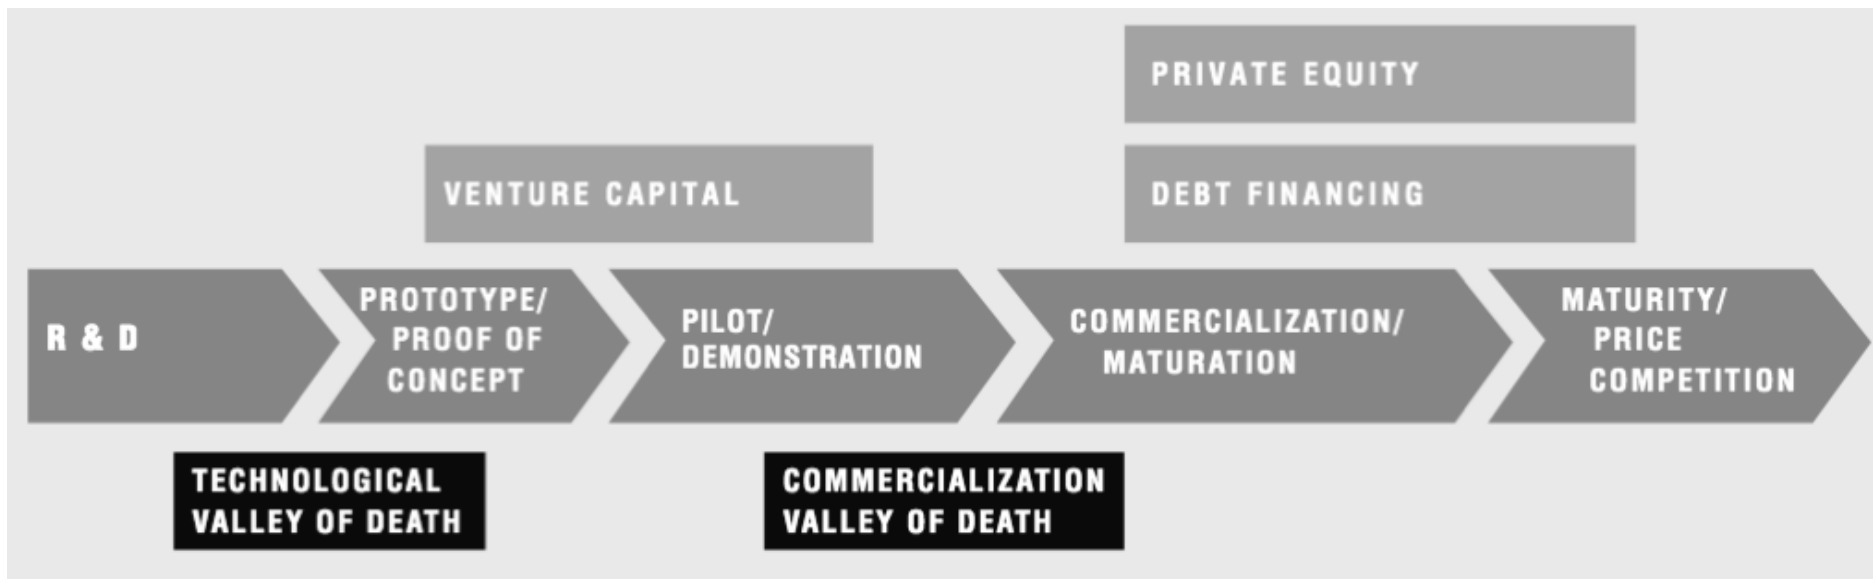 PRIVATE EQUITY
VENTURE CAPITAL
DEBT FINANCING
R & D
PROTOTYPE/
PROOF OF
CONCEPT
PILOT/
DEMONSTRATION
COMMERCIALIZATION/
MATURATION
MATURITY/
PRICE
COMPETITION
TECHNOLOGICAL
VALLEY OF DEATH
COMMERCIALIZATION
VALLEY OF DEATH